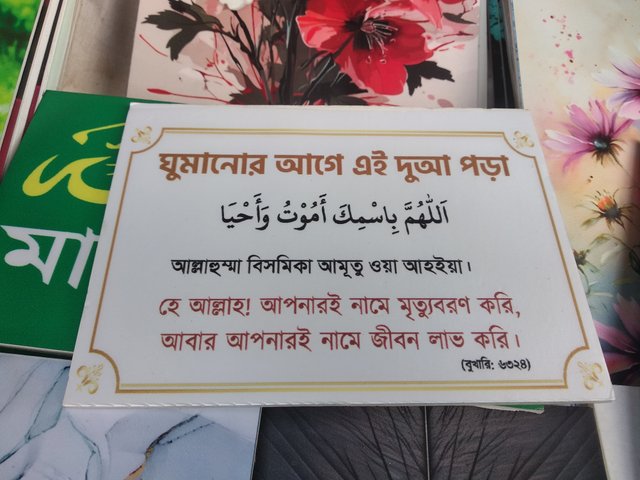 ঘুমানোর আগে এই দুআ পড়া
اَللّٰهُمَّ بِاسْمِكَ أَمُوْتُ وَأَحْيَا
আল্লাহুম্মা বিসমিকা আমূতু ওয়া আহইয়া।
হে আল্লাহ! আপনারই নামে মৃত্যুবরণ করি,
আবার আপনারই নামে জীবন লাভ করি।
(বুখারি: ৬৩২৪)
মা